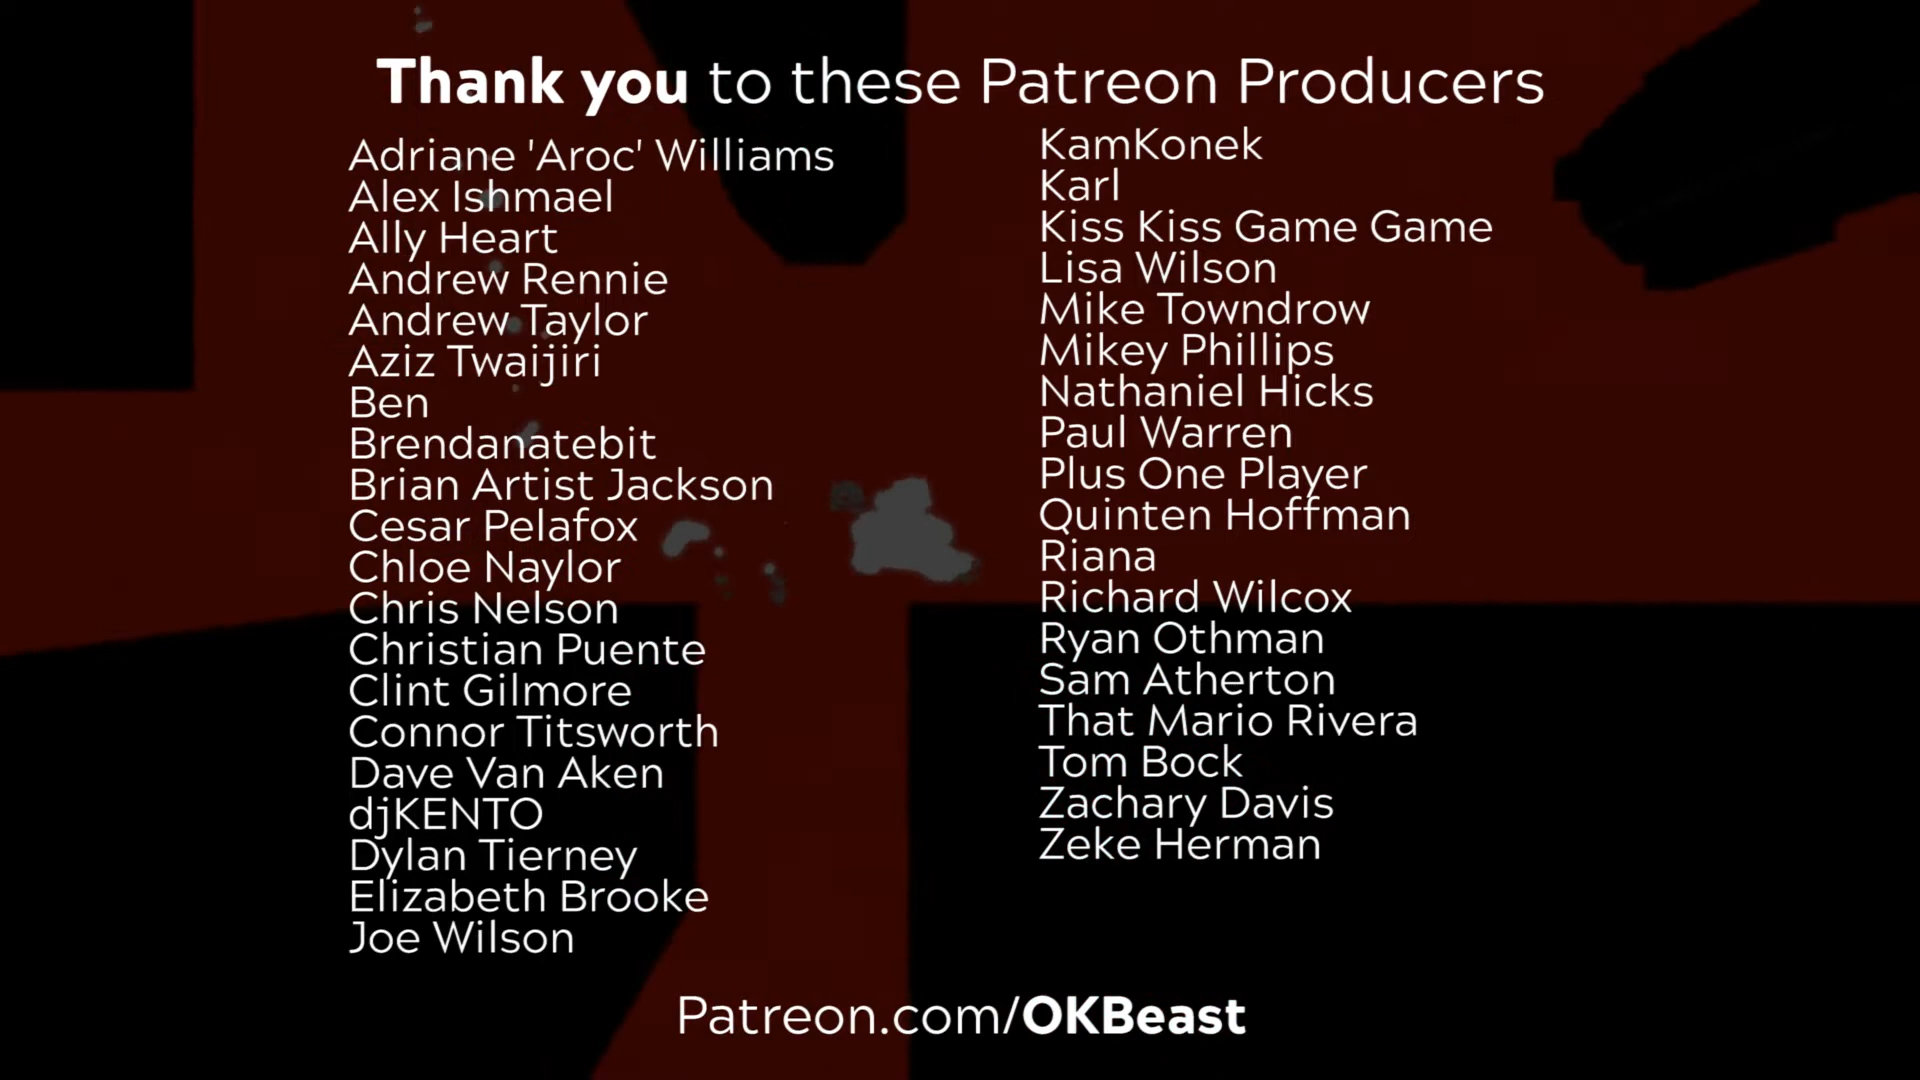 Thank you to these Patreon Producers
Adriane 'Aroc' Williams
Alex Ishmael
Ally Heart
Andrew Rennie
Andrew Taylor
Aziz Twaijiri
Ben
Brendanatebit
Brian Artist Jackson
Cesar Pelafox
Chloe Naylor
Chris Nelson
Christian Puente
Clint Gilmore
Connor Titsworth
Dave Van Aken
djKENTO
Dylan Tierney
Elizabeth Brooke
Joe Wilson
KamKonek
Karl
Kiss Kiss Game Game
Lisa Wilson
Mike Towndrow
Mikey Phillips
Nathaniel Hicks
Paul Warren
Plus One Player
Quinten Hoffman
Riana
Richard Wilcox
Ryan Othman
Sam Atherton
That Mario Rivera
Tom Bock
Zachary Davis
Zeke Herman
Patreon.com/OKBeast